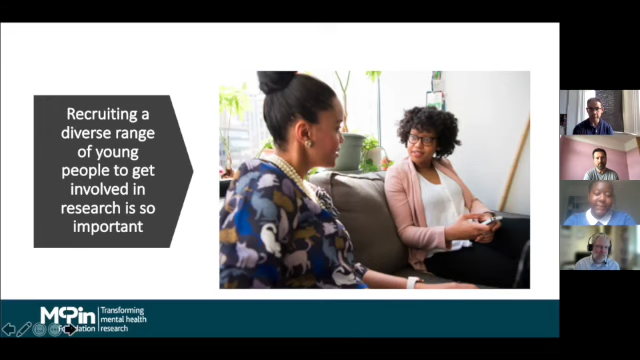 Recruiting a
diverse range
of young
people to get
involved in
research is so
important
McPin
Foundation
Transforming
mental health
research